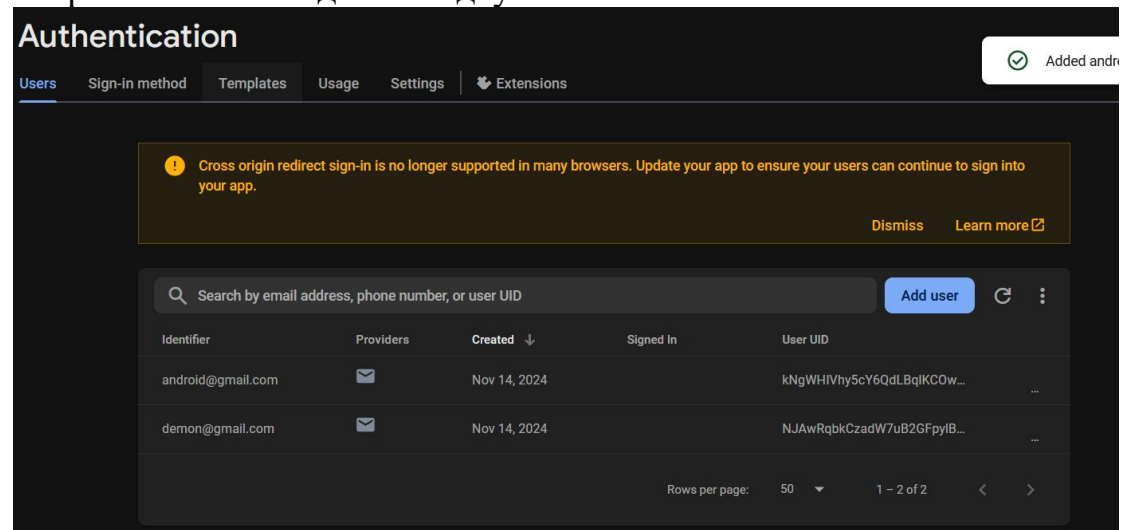 Authentication
Added andr
Users Sign-in method Templates Usage Settings Extensions
Cross origin redirect sign-in is no longer supported in many browsers. Update your app to ensure your users can continue to sign into
your app.
Dismiss Learn more
Search by email address, phone number, or user UID Add user
Identifier Providers Created Signed In User UID
android@gmail.com Nov 14, 2024 kNgWHIVhy5cY6QdLBqIKCOw...
demon@gmail.com Nov 14, 2024 NJAwRqbkCzadW7uB2GFpyIB...
Rows per page: 50 1 – 2 of 2